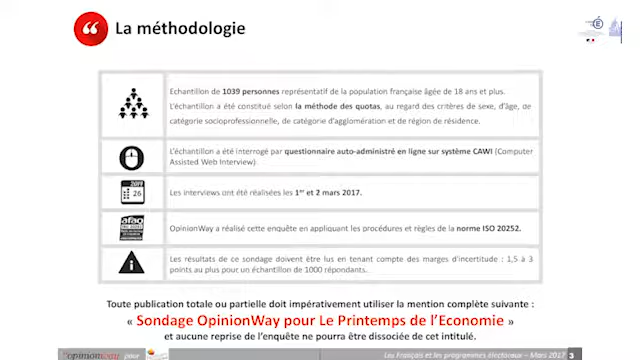 La méthodologie
Echantillon de 1039 personnes représentatif de la population française âgée de 18 ans et plus.
L'échantillon a été constitué selon la méthode des quotas, au regard des critères de sexe, d'âge, de
catégorie socioprofessionnelle, de catégorie d'agglomération et de région de résidence.
L'échantillon a été interrogé par questionnaire auto-administré en ligne sur système CAWI (Computer
Assisted Web Interview).
26
Les interviews ont été réalisées les 1er et 2 mars 2017.
afaq
OpinionWay a réalisé cette enquête en appliquant les procédures et règles de la norme ISO 20252.
Les résultats de ce sondage doivent être lus en tenant compte des marges d'incertitude : 1,5 à 3
points au plus pour un échantillon de 1000 répondants.
Toute publication totale ou partielle doit impérativement utiliser la mention complète suivante :
« Sondage OpinionWay pour Le Printemps de l'Economie »
et aucune reprise de l'enquête ne pourra être dissociée de cet intitulé.
"opinionway pour
Les Français et les programmes électoraux – Mars 2017
3